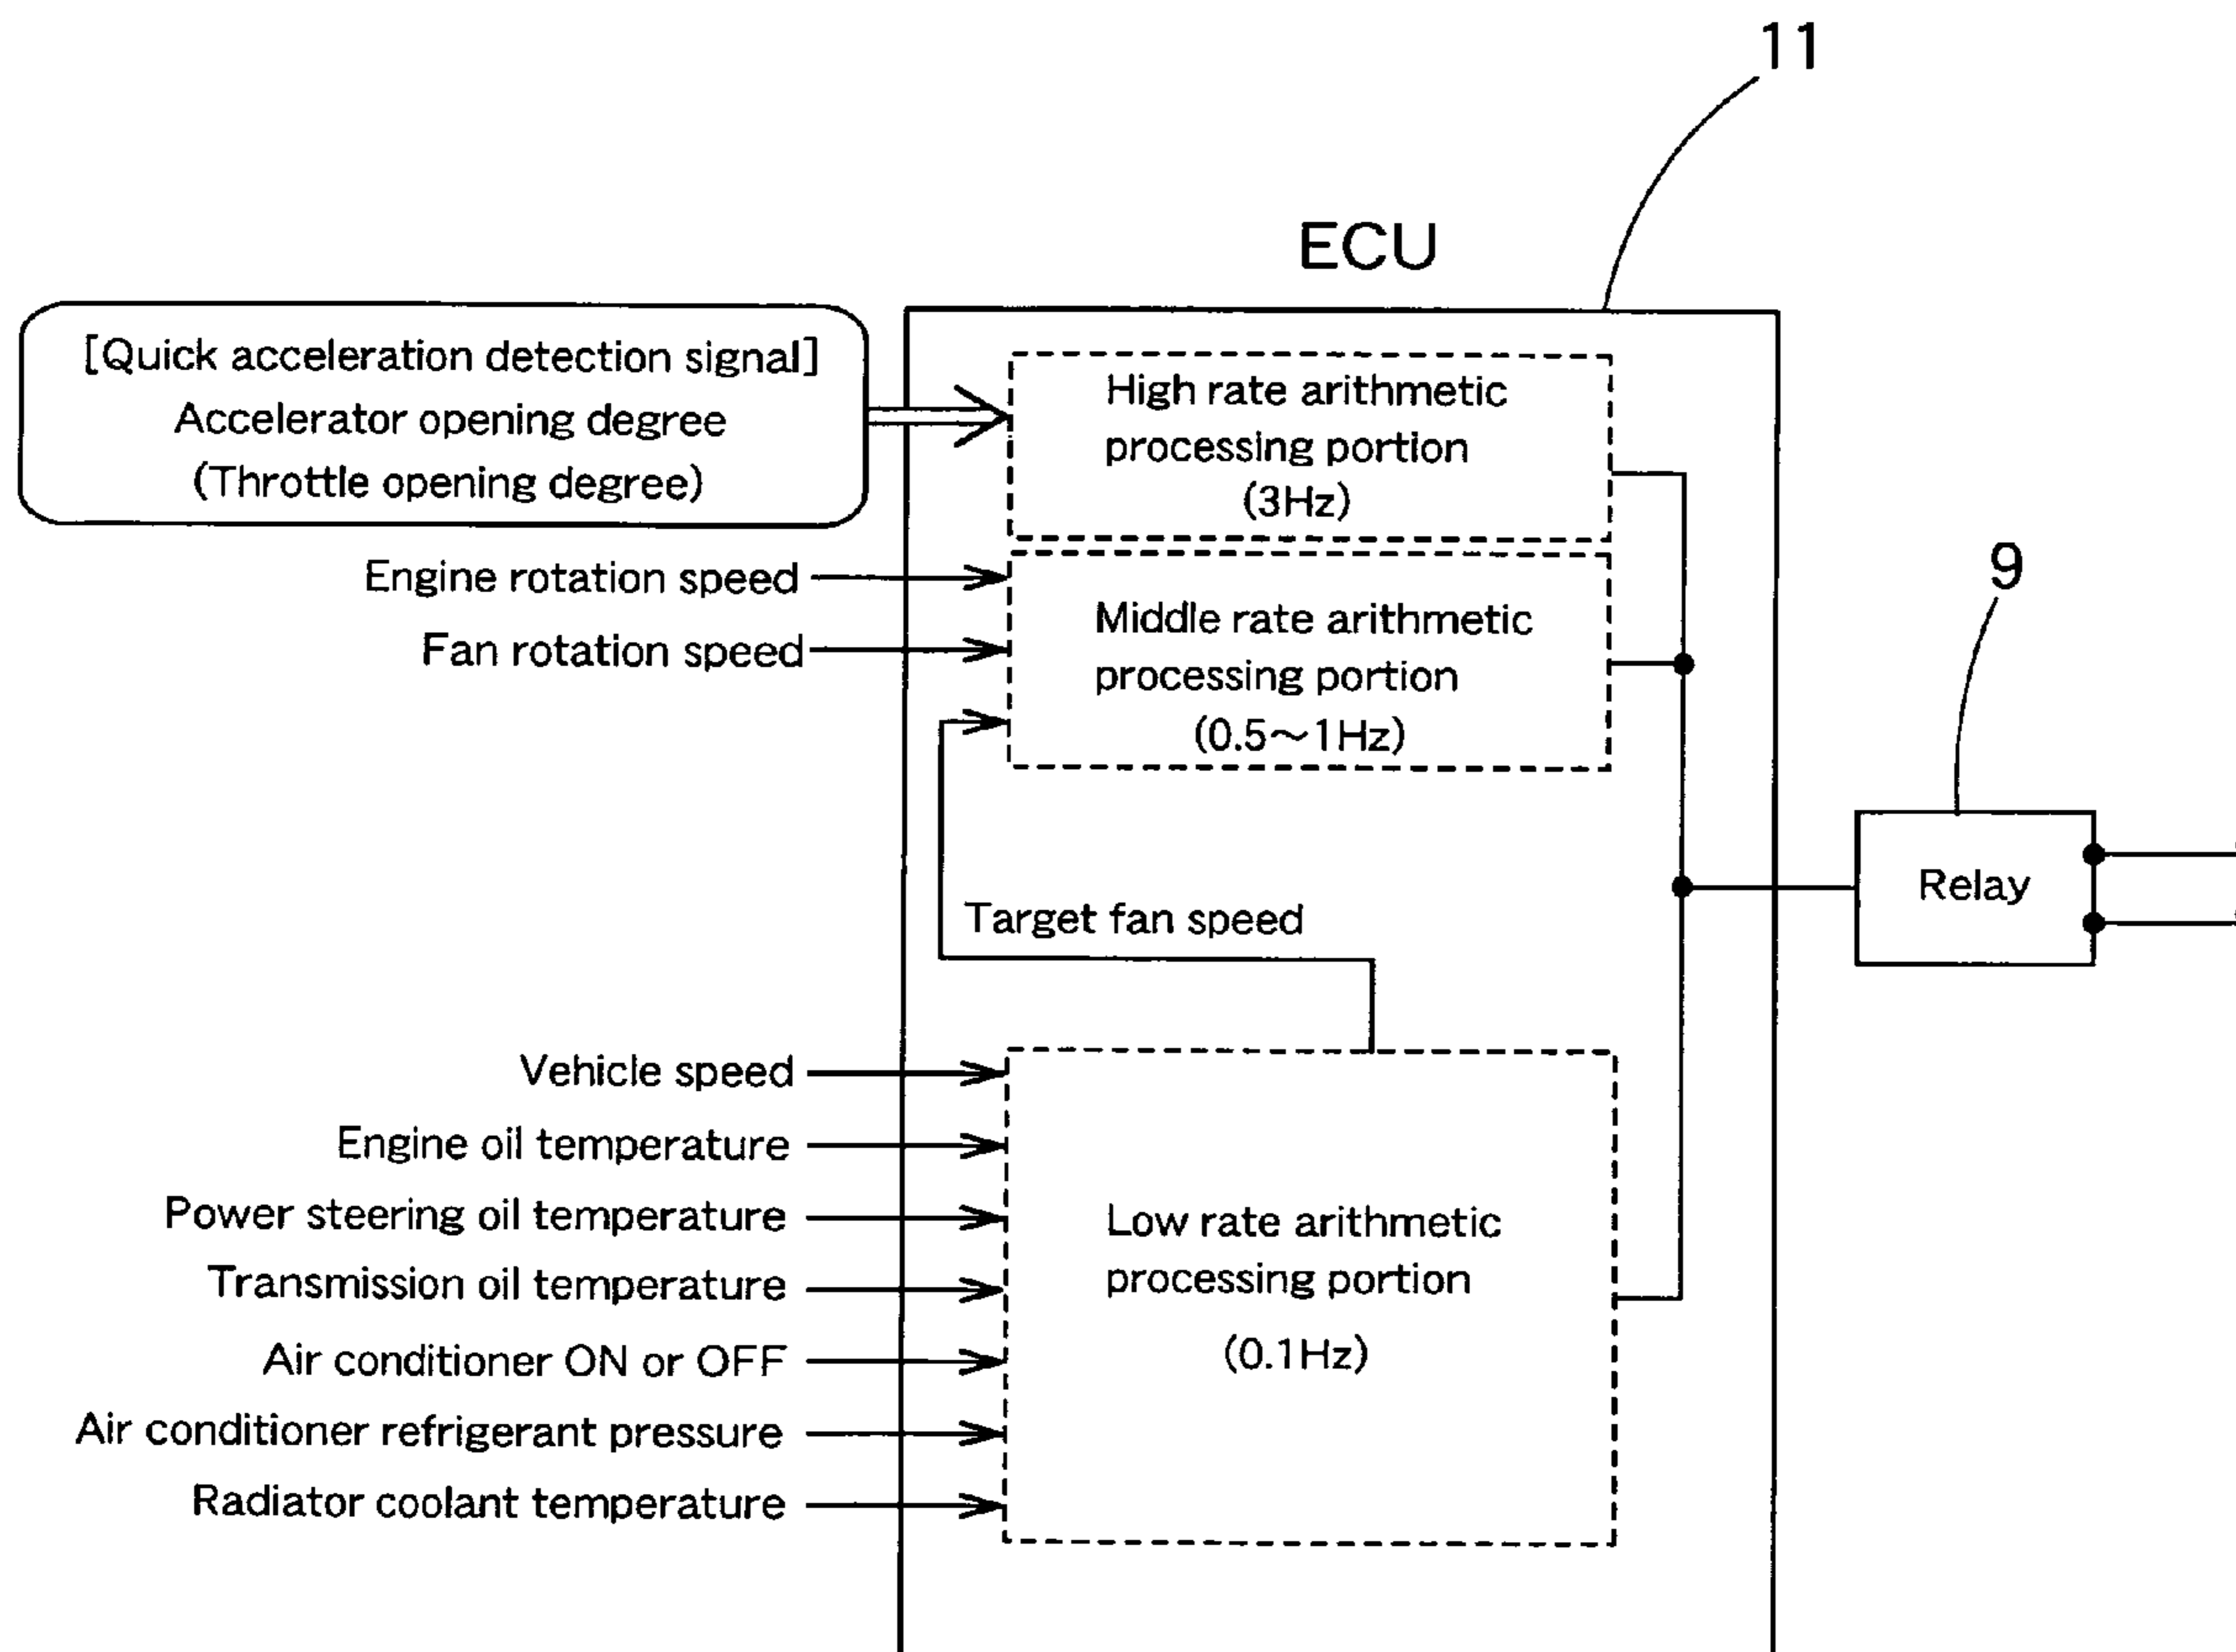 11
ECU
[Quick acceleration detection signal]
Accelerator opening degree
(Throttle opening degree)
High rate arithmetic
processing portion
(3Hz)
Engine rotation speed
Fan rotation speed
Middle rate arithmetic
processing portion
(0.5～1Hz)
9
Relay
Target fan speed
Vehicle speed
Engine oil temperature
Power steering oil temperature
Transmission oil temperature
Air conditioner ON or OFF
Air conditioner refrigerant pressure
Radiator coolant temperature
Low rate arithmetic
processing portion
(0.1Hz)